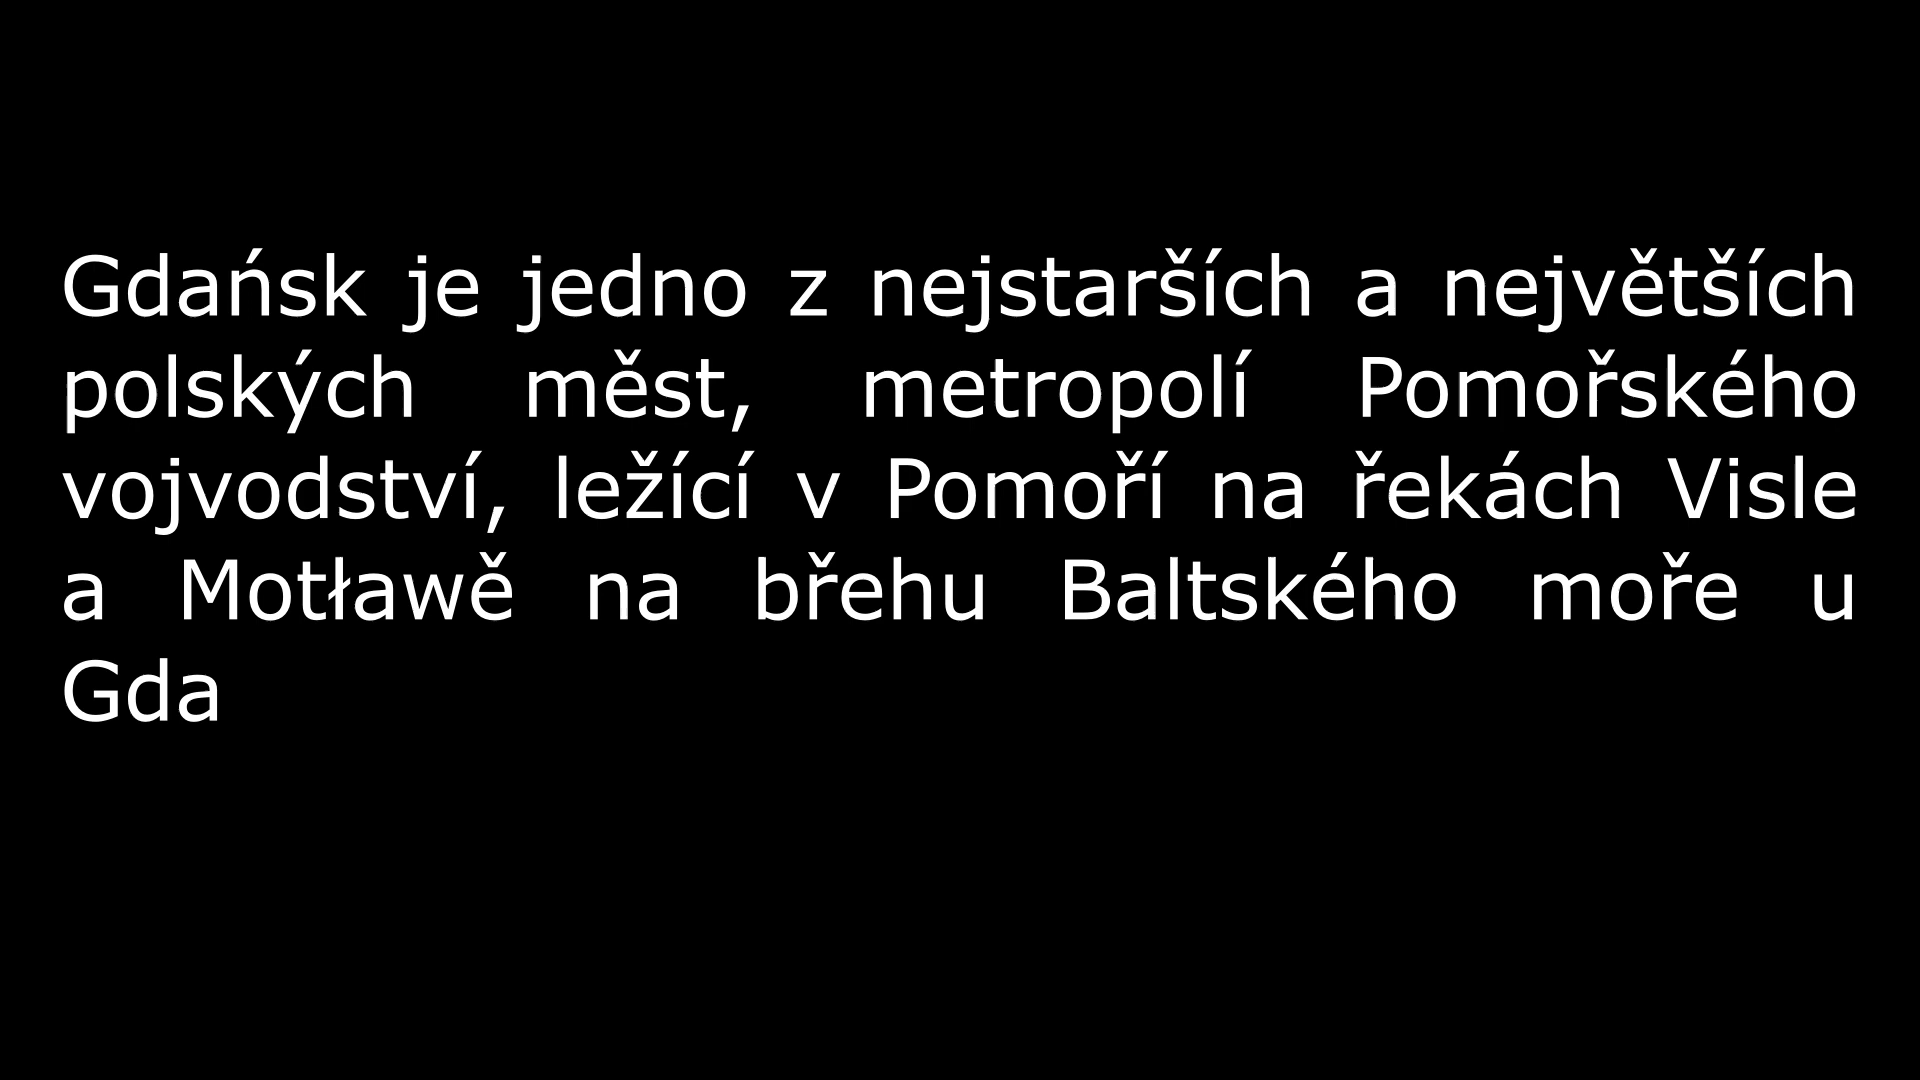 Gdańsk je jedno z nejstarších a největších
polských měst, metropolí Pomořského
vojvodství, ležící v Pomoří na řekách Visle
a Motławě na břehu Baltského moře u
Gda